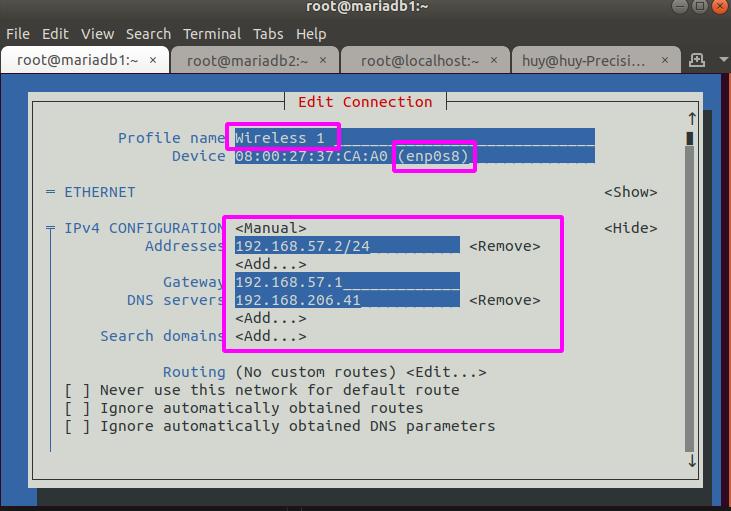 root@mariadb1:~
File Edit View Search Terminal Tabs Help
root@mariadb1:~ × root@mariadb2:~ × root@localhost:~ × huy@huy-Precisi... ×
Edit Connection
Profile name Wireless 1
Device 08:00:27:37:CA:A0 (enp0s8)
= ETHERNET <Show>
IPv4 CONFIGURATION <Manual> <Hide>
Addresses 192.168.57.2/24 <Remove>
<Add...>
Gateway 192.168.57.1
DNS servers 192.168.206.41 <Remove>
<Add...>
Search domains <Add...>
Routing (No custom routes) <Edit...>
[ ] Never use this network for default route
[ ] Ignore automatically obtained routes
[ ] Ignore automatically obtained DNS parameters